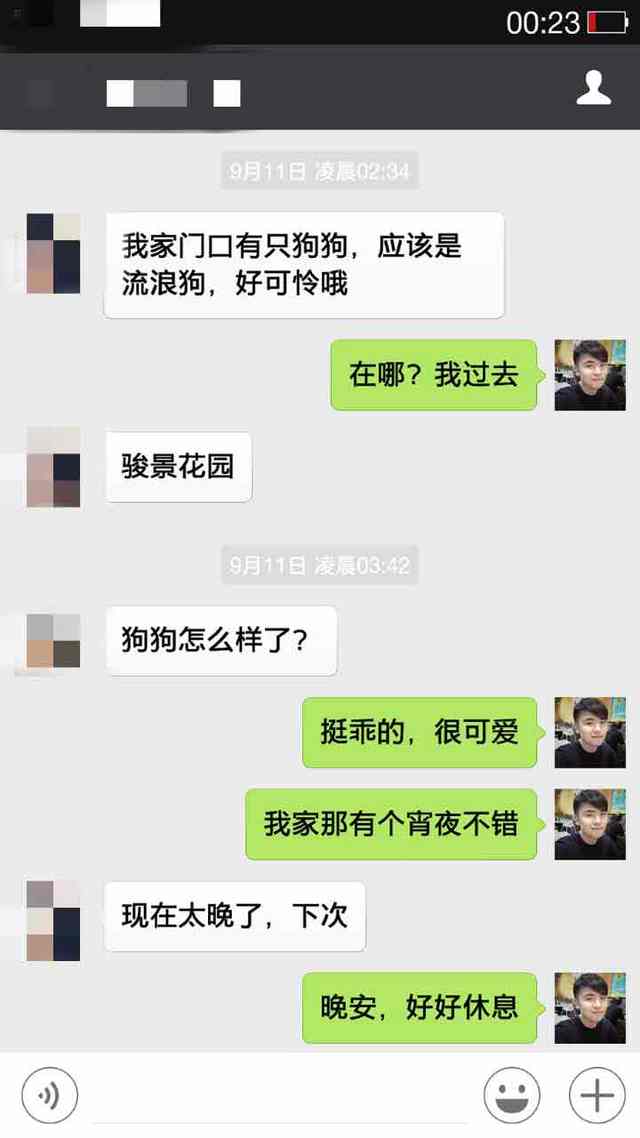 00:23
9月11日 凌晨02:34
我家门口有只狗狗，应该是
流浪狗，好可怜哦
在哪？我过去
骏景花园
9月11日 凌晨03:42
狗狗怎么样了？
挺乖的，很可爱
我家那有个宵夜不错
现在太晚了，下次
晚安，好好休息